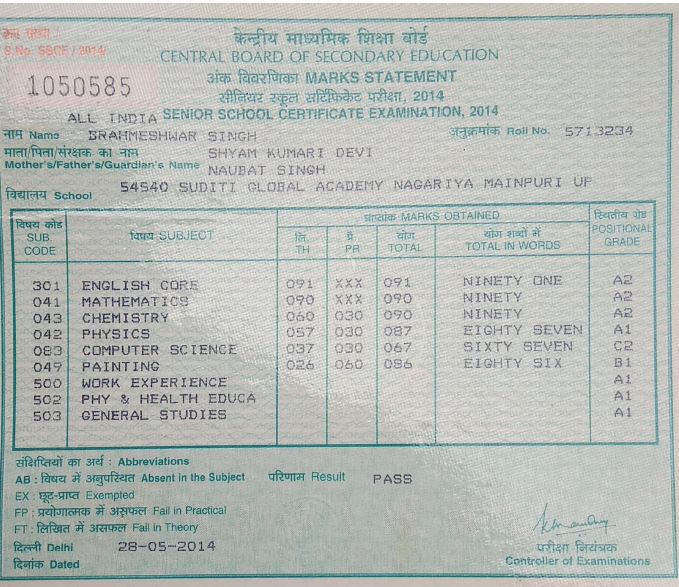 क्रम संख्या /
S.No. SSCE / 2014/
1050585
केन्द्रीय माध्यमिक शिक्षा बोर्ड
CENTRAL BOARD OF SECONDARY EDUCATION
अंक विवरणिका MARKS STATEMENT
सीनियर स्कूल सर्टिफिकेट परीक्षा, 2014
ALL INDIA SENIOR SCHOOL CERTIFICATE EXAMINATION, 2014
नाम Name BRAHMESHWAR SINGH अनुक्रमांक Roll No. 5713234
माता/पिता/संरक्षक का नाम SHYAM KUMARI DEVI
Mother's/Father's/Guardian's Name NAUBAT SINGH
विद्यालय School 54540 SUDITI GLOBAL ACADEMY NAGARIYA MAINPURI UP
विषय कोड SUB. CODE विषय SUBJECT प्राप्तांक MARKS OBTAINED स्थितीय ग्रेड POSITIONAL GRADE
लि. TH प्रै. PR योग TOTAL योग शब्दों में TOTAL IN WORDS
301 ENGLISH CORE 091 XXX 091 NINETY ONE A2
041 MATHEMATICS 090 XXX 090 NINETY A2
043 CHEMISTRY 060 030 090 NINETY A2
042 PHYSICS 057 030 087 EIGHTY SEVEN A1
083 COMPUTER SCIENCE 037 030 067 SIXTY SEVEN C2
049 PAINTING 026 060 086 EIGHTY SIX B1
500 WORK EXPERIENCE A1
502 PHY & HEALTH EDUCA A1
503 GENERAL STUDIES A1
संक्षिप्तियों का अर्थ : Abbreviations
AB : विषय में अनुपस्थित Absent in the Subject परिणाम Result PASS
EX : छूट-प्राप्त Exempted
FP : प्रयोगात्मक में असफल Fail in Practical
FT : लिखित में असफल Fail in Theory
दिल्ली Delhi
दिनांक Dated 28-05-2014
परीक्षा नियंत्रक
Controller of Examinations